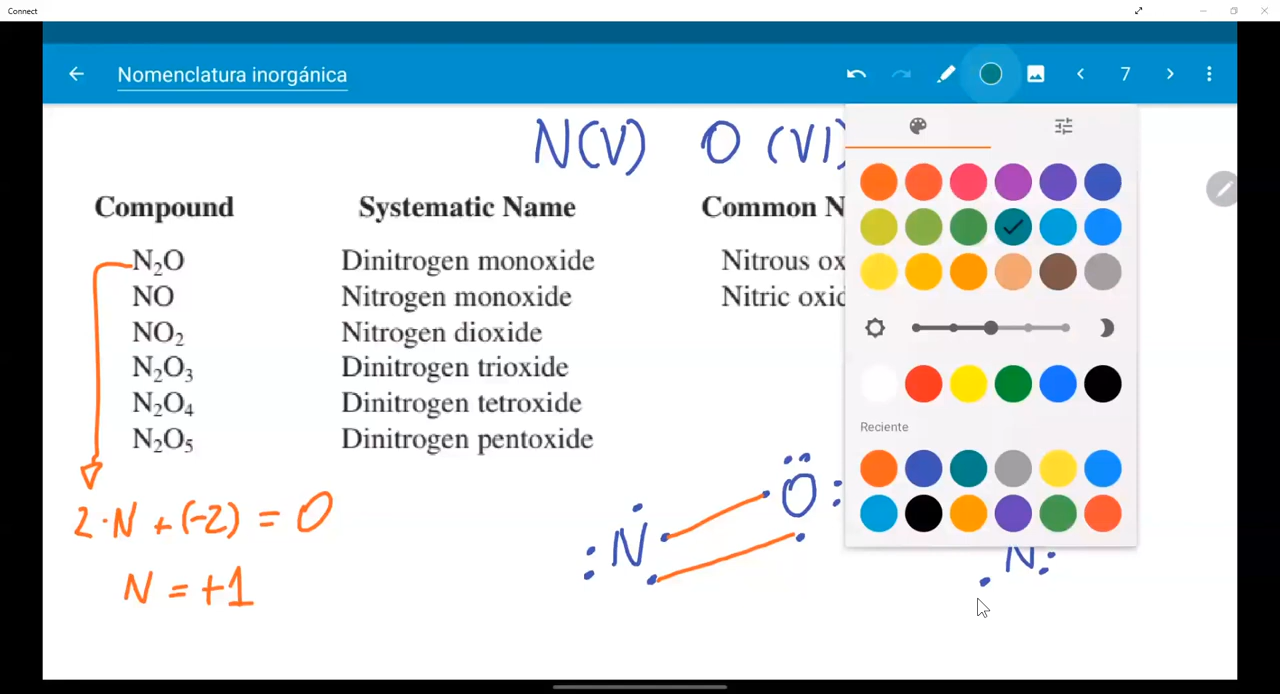 Connect
Nomenclatura inorgánica 7
N(V) O (VI)
Compound Systematic Name Common N
N₂O Dinitrogen monoxide Nitrous ox
NO Nitrogen monoxide Nitric oxid
NO₂ Nitrogen dioxide
N₂O₃ Dinitrogen trioxide
N₂O₄ Dinitrogen tetroxide
N₂O₅ Dinitrogen pentoxide
Reciente
O
2·N + (-2) = 0
N N
N = +1